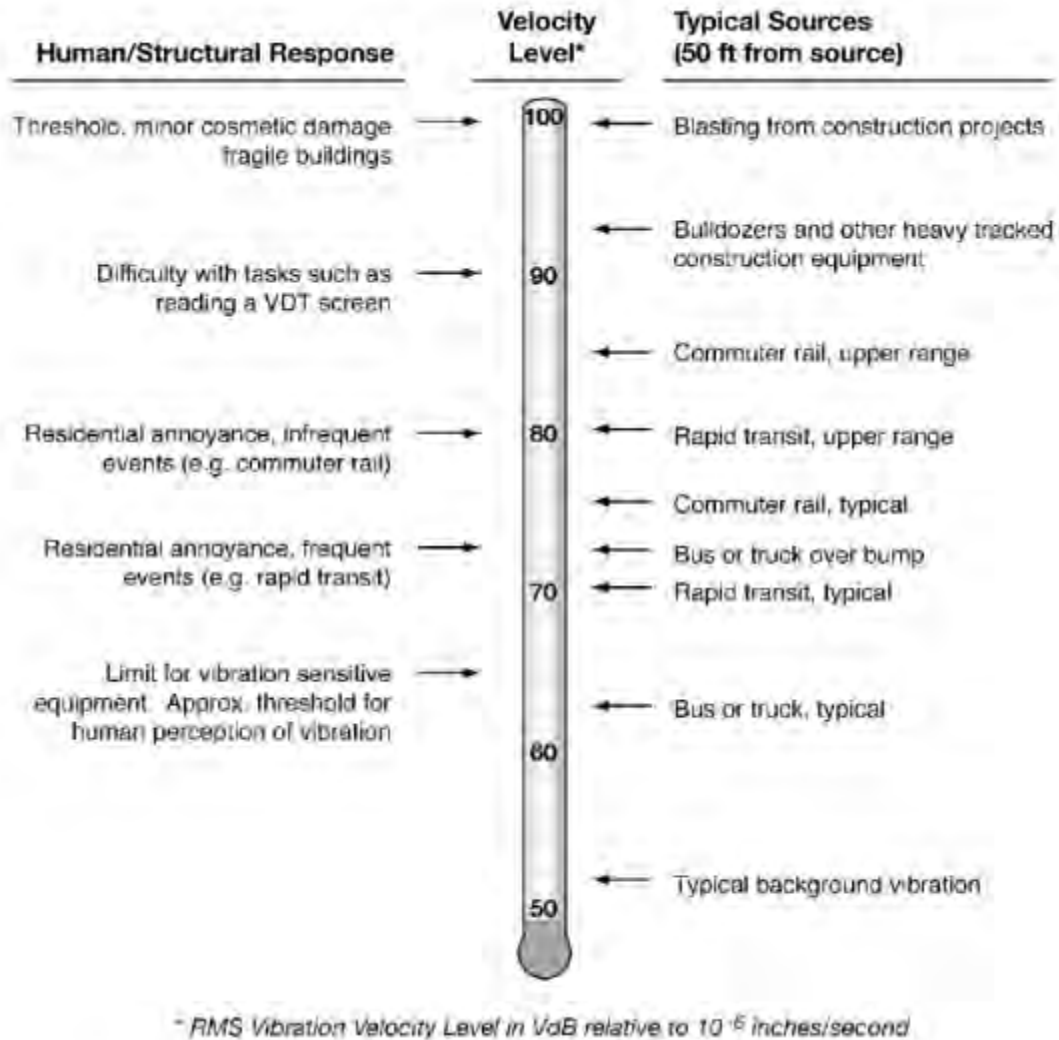 Human/Structural Response
Velocity
Level*
Typical Sources
(50 ft from source)
Threshold, minor cosmetic damage
fragile buildings
100
Blasting from construction projects
Bulldozers and other heavy tracked
construction equipment
Difficulty with tasks such as
reading a VDT screen
90
Commuter rail, upper range
Residential annoyance, infrequent
events (e.g. commuter rail)
80
Rapid transit, upper range
Commuter rail, typical
Residential annoyance, frequent
events (e.g. rapid transit)
Bus or truck over bump
70
Rapid transit, typical
Limit for vibration sensitive
equipment. Approx. threshold for
human perception of vibration
Bus or truck, typical
60
Typical background vibration
50
* RMS Vibration Velocity Level in VdB relative to 10⁻⁶ inches/second